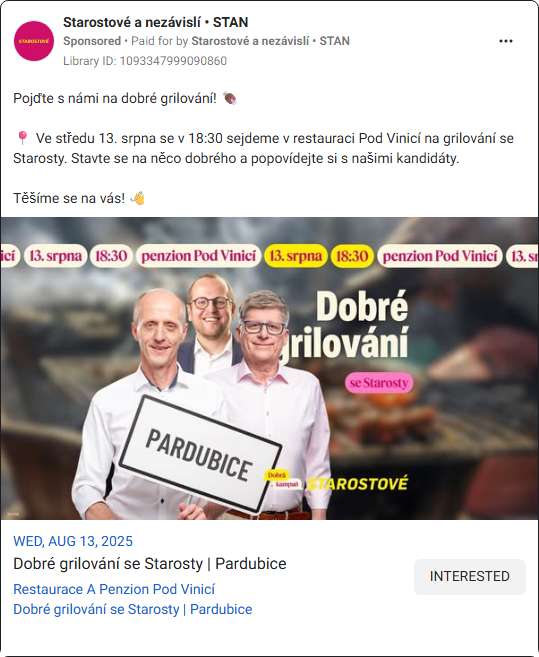 Starostové a nezávislí • STAN
STAROSTOVÉ
Sponsored • Paid for by Starostové a nezávislí • STAN
Library ID: 1093347999090860
Pojďte s námi na dobré grilování! 🍖
📍 Ve středu 13. srpna se v 18:30 sejdeme v restauraci Pod Vinicí na grilování se
Starosty. Stavte se na něco dobrého a popovídejte si s našimi kandidáty.
Těšíme se na vás! 👋
icí 13. srpna 18:30 penzion Pod Vinicí 13. srpna 18:30 penzion Pod Vinicí 13. sr
Dobré
grilování
se Starosty
PARDUBICE
Dobrá
kampaň
STAROSTOVÉ
WED, AUG 13, 2025
Dobré grilování se Starosty | Pardubice
Restaurace A Penzion Pod Vinicí
Dobré grilování se Starosty | Pardubice
INTERESTED